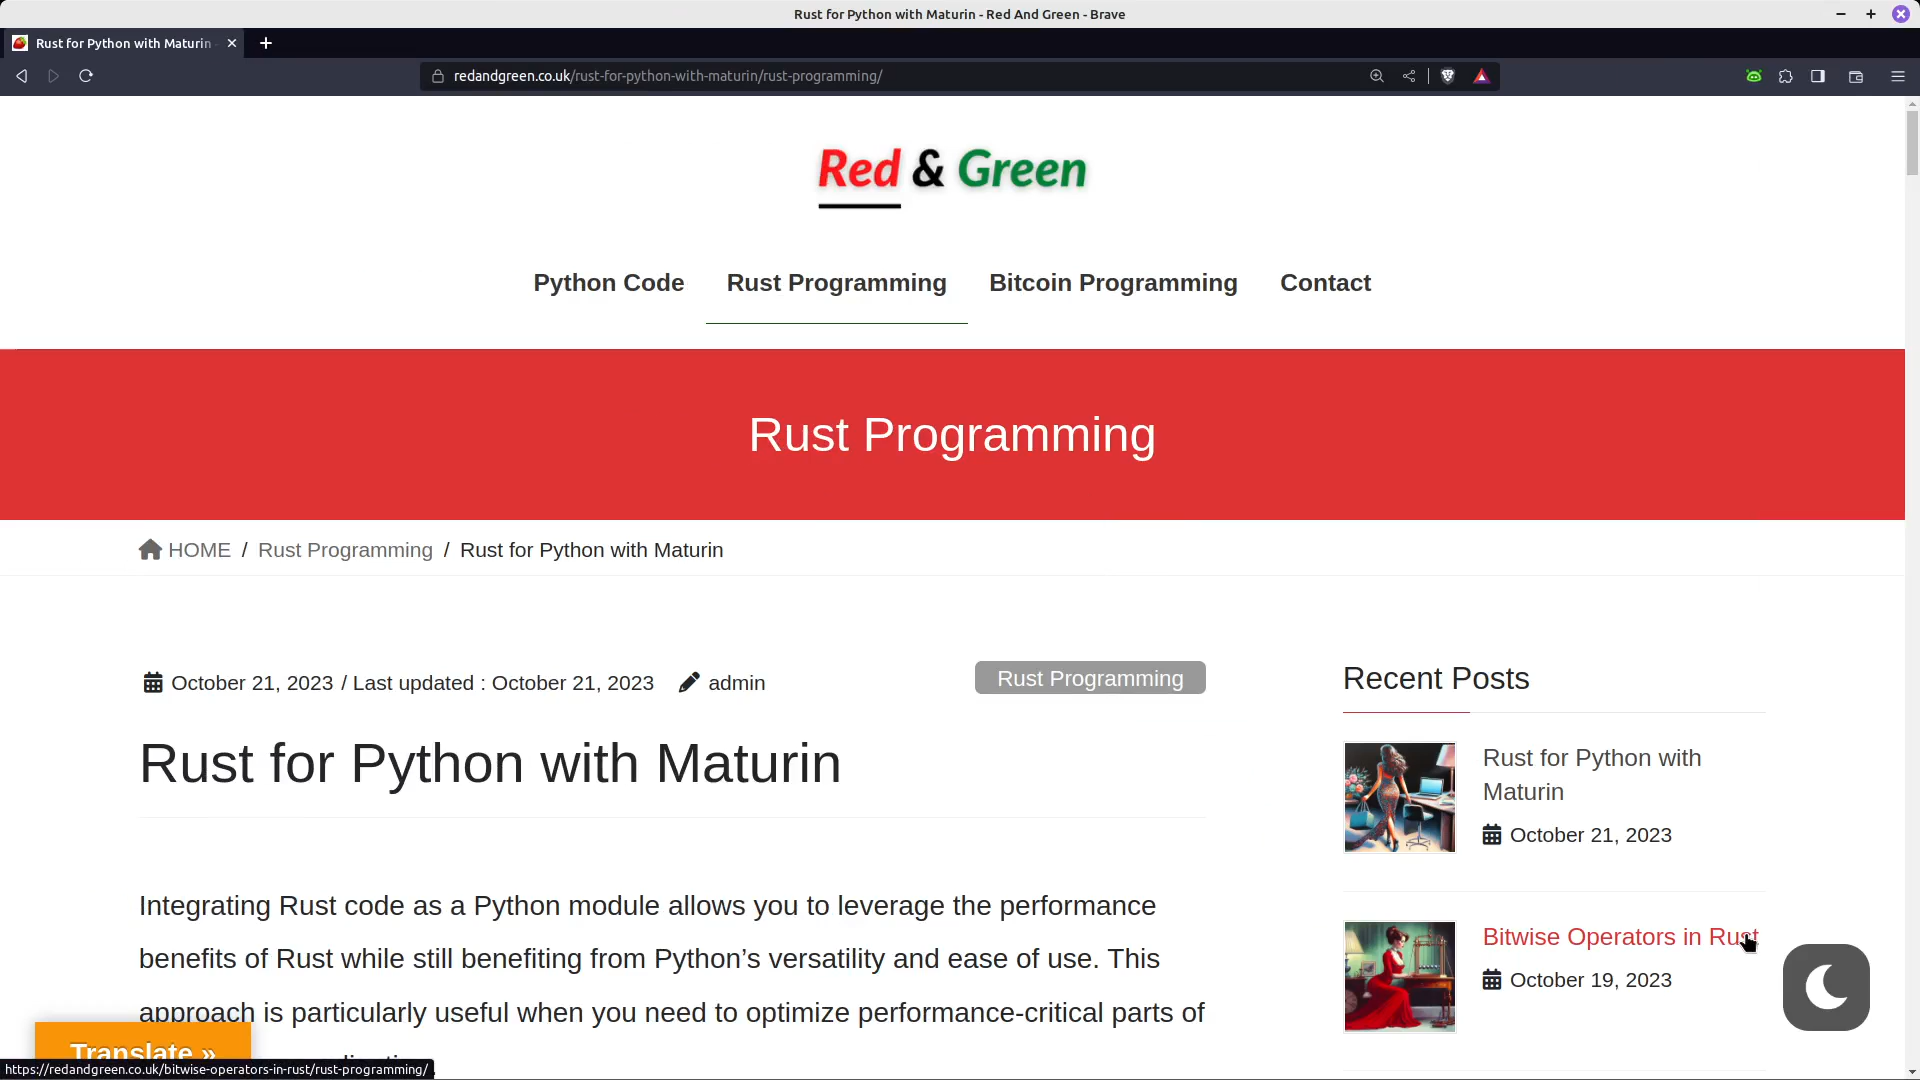 Rust for Python with Maturin - Red And Green - Brave
Rust for Python with Maturin
redandgreen.co.uk/rust-for-python-with-maturin/rust-programming/
Red & Green
Python Code
Rust Programming
Bitcoin Programming
Contact
Rust Programming
HOME / Rust Programming / Rust for Python with Maturin
October 21, 2023 / Last updated : October 21, 2023 admin
Rust Programming
Rust for Python with Maturin
Integrating Rust code as a Python module allows you to leverage the performance
benefits of Rust while still benefiting from Python’s versatility and ease of use. This
approach is particularly useful when you need to optimize performance-critical parts of
Recent Posts
Rust for Python with
Maturin
October 21, 2023
Bitwise Operators in Rust
October 19, 2023
Translate »
https://redandgreen.co.uk/bitwise-operators-in-rust/rust-programming/